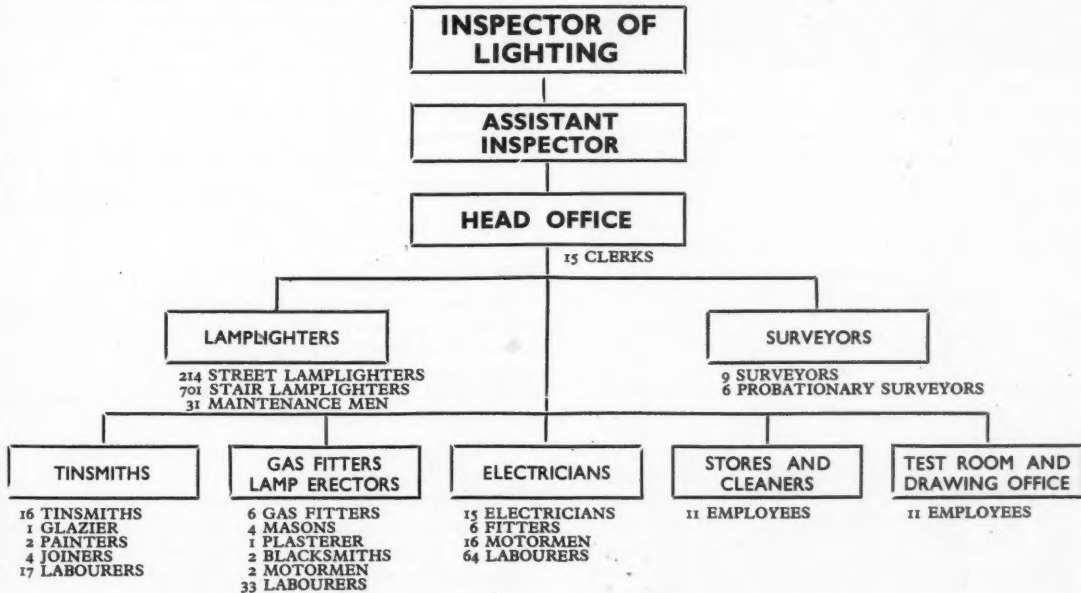 INSPECTOR OF
LIGHTING
ASSISTANT
INSPECTOR
HEAD OFFICE
15 CLERKS
LAMPLIGHTERS
214 STREET LAMPLIGHTERS
701 STAIR LAMPLIGHTERS
31 MAINTENANCE MEN
SURVEYORS
9 SURVEYORS
6 PROBATIONARY SURVEYORS
TINSMITHS
16 TINSMITHS
1 GLAZIER
2 PAINTERS
4 JOINERS
17 LABOURERS
GAS FITTERS
LAMP ERECTORS
6 GAS FITTERS
4 MASONS
1 PLASTERER
2 BLACKSMITHS
2 MOTORMEN
33 LABOURERS
ELECTRICIANS
15 ELECTRICIANS
6 FITTERS
16 MOTORMEN
64 LABOURERS
STORES AND
CLEANERS
11 EMPLOYEES
TEST ROOM AND
DRAWING OFFICE
11 EMPLOYEES